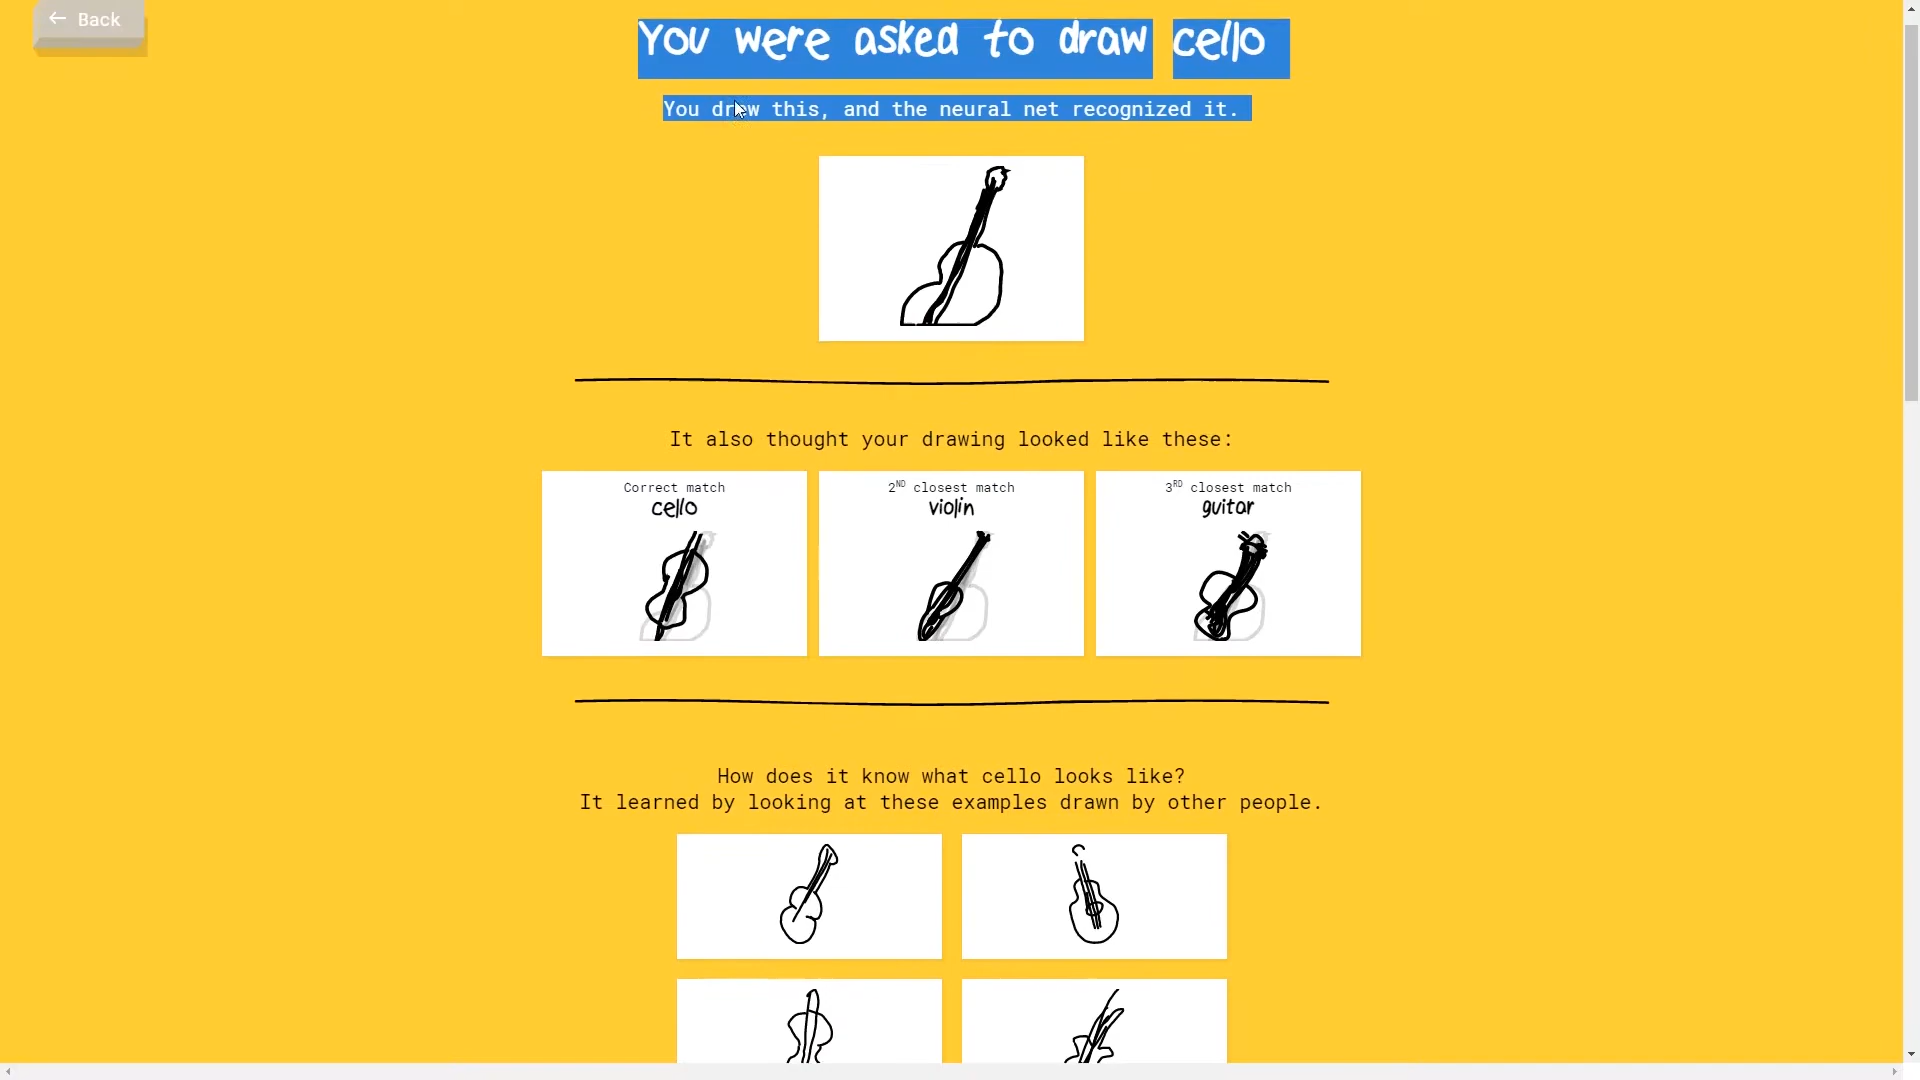 Back
You were asked to draw cello
You drew this, and the neural net recognized it.
It also thought your drawing looked like these:
Correct match
cello
2ND closest match
violin
3RD closest match
guitar
How does it know what cello looks like?
It learned by looking at these examples drawn by other people.